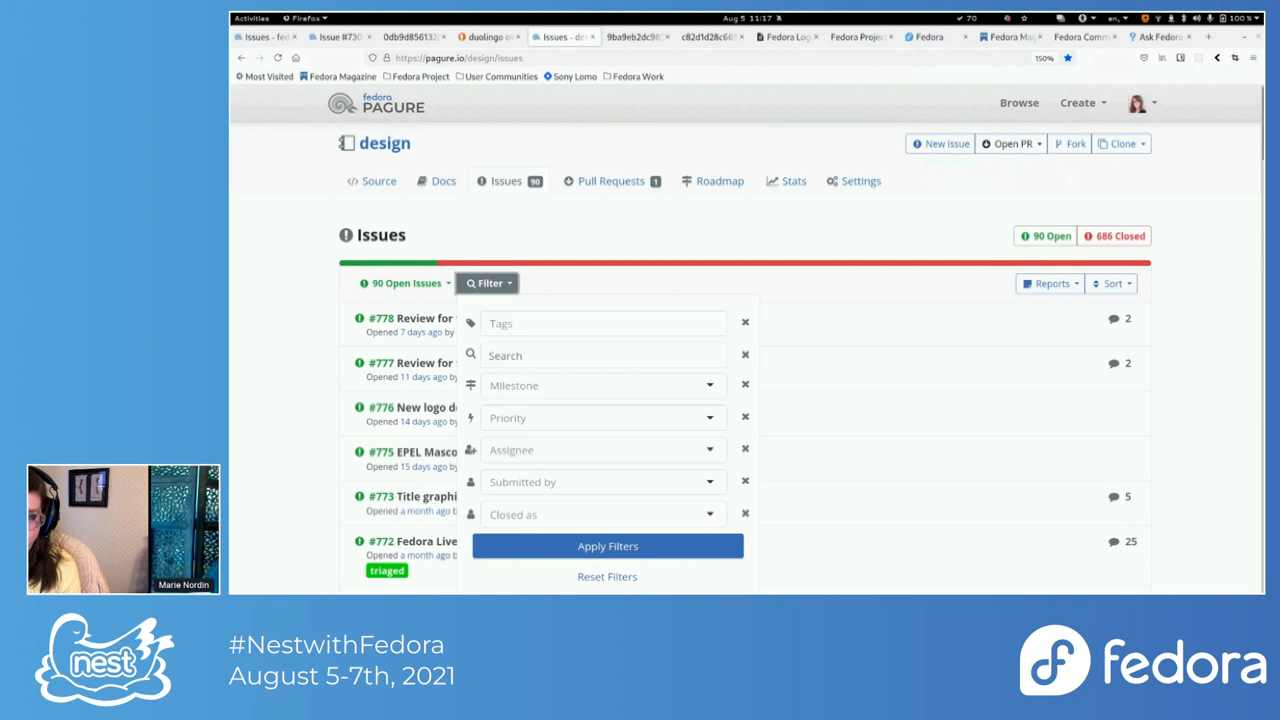 Activities Firefox Aug 5 11:17 70 en, 100 %
Issues - fed Issue #730 0db9d856132 duolingo ov Issues - des 9ba9eb2dc98 c82d1d28c669 Fedora Log Fedora Projec Fedora Fedora Mag Fedora Comm Ask Fedora
https://pagure.io/design/issues 150%
Most Visited Fedora Magazine Fedora Project User Communities Sony Lomo Fedora Work
fedora
PAGURE
Browse Create
design
New issue Open PR Fork Clone
Source Docs Issues 90 Pull Requests 1 Roadmap Stats Settings
Issues
90 Open 686 Closed
90 Open Issues Filter Reports Sort
#778 Review for 2
Opened 7 days ago by
Tags
#777 Review for 2
Opened 11 days ago by
Search
Milestone
#776 New logo d
Opened 14 days ago by
Priority
#775 EPEL Masco
Opened 15 days ago by
Assignee
#773 Title graphi 5
Opened a month ago by
Submitted by
Closed as
#772 Fedora Live 25
Opened a month ago by
triaged
Apply Filters
Reset Filters
Marie Nordin
nest
#NestwithFedora
August 5-7th, 2021
fedora